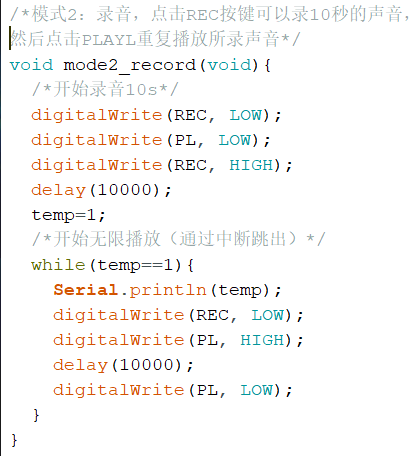 /*模式2：录音，点击REC按键可以录10秒的声音，
然后点击PLAYL重复播放所录声音*/
void mode2_record(void){
  /*开始录音10s*/
  digitalWrite(REC, LOW);
  digitalWrite(PL, LOW);
  digitalWrite(REC, HIGH);
  delay(10000);
  temp=1;
  /*开始无限播放（通过中断跳出）*/
  while(temp==1){
    Serial.println(temp);
    digitalWrite(REC, LOW);
    digitalWrite(PL, HIGH);
    delay(10000);
    digitalWrite(PL, LOW);
  }
}